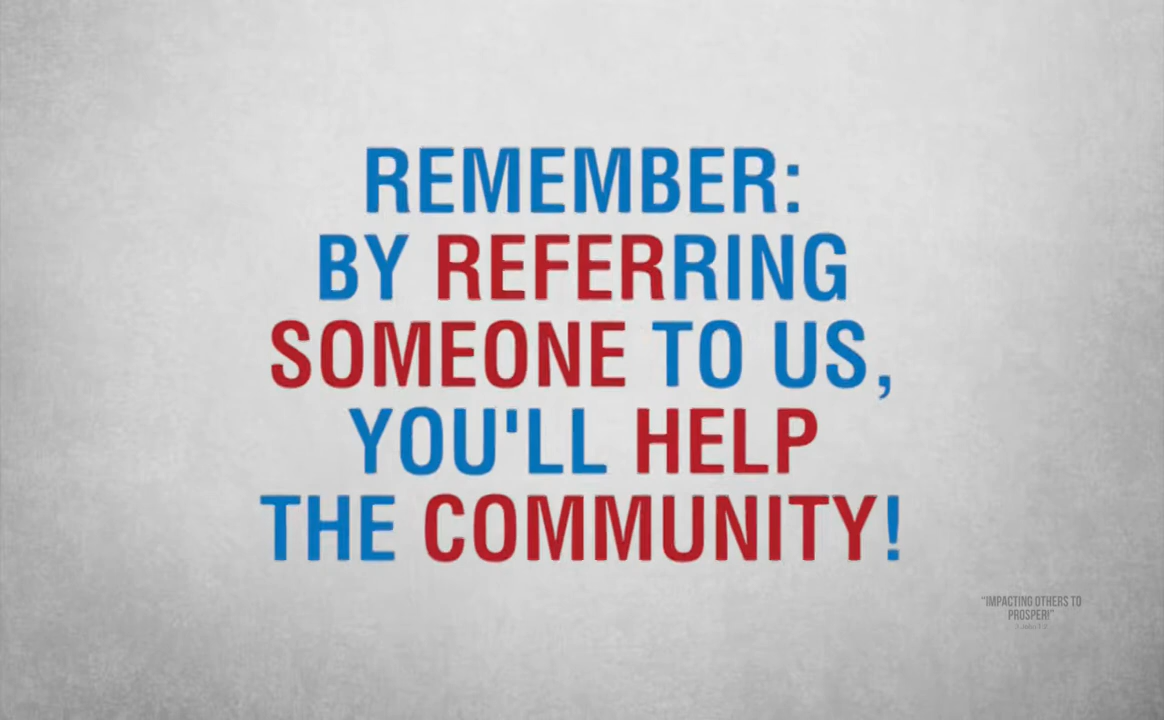 REMEMBER:
BY REFERRING
SOMEONE TO US,
YOU'LL HELP
THE COMMUNITY!
"IMPACTING OTHERS TO
PROSPER!"